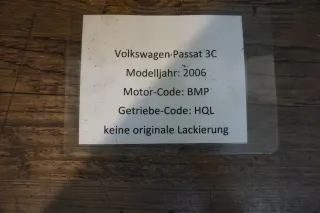 Volkswagen Passat 3C
Modelljahr: 2006
Motor-Code: BMP
Getriebe-Code: HQL
keine originale Lackierung